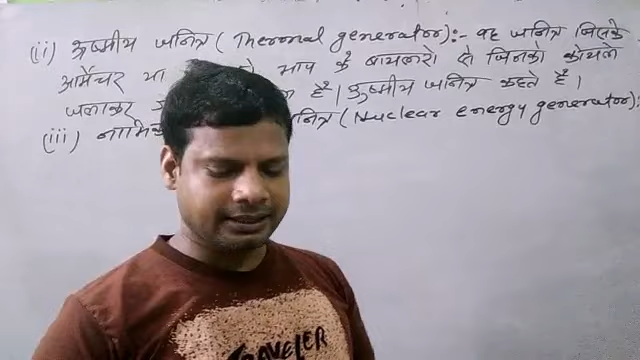 (ii) ऊष्मीय जनित्र (Thermal generator):- वह जनित्र जिसके
आर्मेचर या भाप के बायलरो से जिनको कोयले
जलाकर है। ऊष्मीय जनित्र कहते हैं।
(iii) (Nuclear energy generator):
TRAVELER